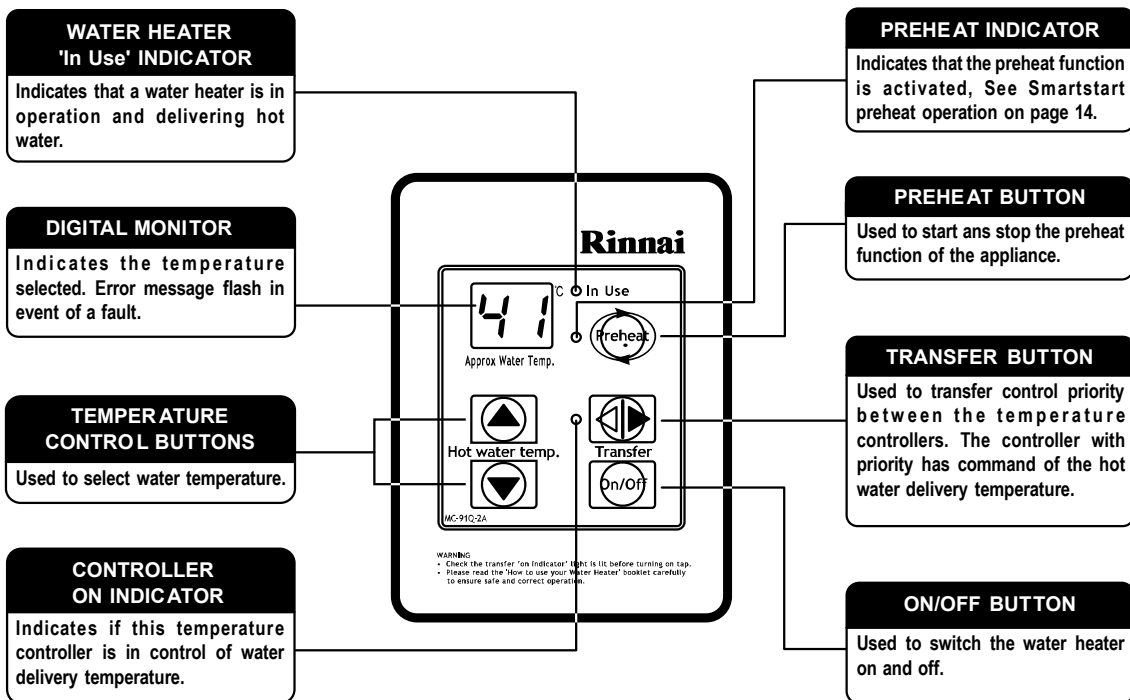 WATER HEATER
'In Use' INDICATOR
Indicates that a water heater is in
operation and delivering hot
water.
DIGITAL MONITOR
Indicates the temperature
selected. Error message flash in
event of a fault.
TEMPERATURE
CONTROL BUTTONS
Used to select water temperature.
CONTROLLER
ON INDICATOR
Indicates if this temperature
controller is in control of water
delivery temperature.
Rinnai
41
°C
In Use
Approx Water Temp.
Preheat
Hot water temp.
Transfer
On/Off
MC-91Q-2A
WARNING
• Check the transfer 'on indicator' light is lit before turning on tap.
• Please read the 'How to use your Water Heater' booklet carefully
to ensure safe and correct operation.
PREHEAT INDICATOR
Indicates that the preheat function
is activated, See Smartstart
preheat operation on page 14.
PREHEAT BUTTON
Used to start ans stop the preheat
function of the appliance.
TRANSFER BUTTON
Used to transfer control priority
between the temperature
controllers. The controller with
priority has command of the hot
water delivery temperature.
ON/OFF BUTTON
Used to switch the water heater
on and off.